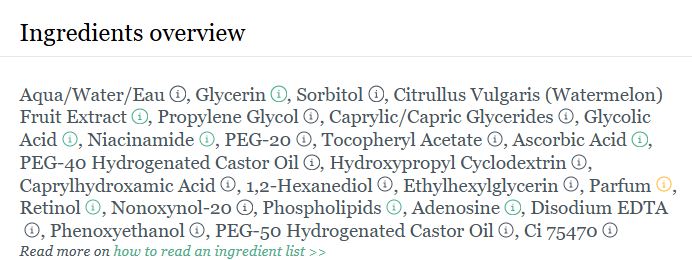 Ingredients overview
Aqua/Water/Eau ⓘ, Glycerin ⓘ, Sorbitol ⓘ, Citrullus Vulgaris (Watermelon)
Fruit Extract ⓘ, Propylene Glycol ⓘ, Caprylic/Capric Glycerides ⓘ, Glycolic
Acid ⓘ, Niacinamide ⓘ, PEG-20 ⓘ, Tocopheryl Acetate ⓘ, Ascorbic Acid ⓘ,
PEG-40 Hydrogenated Castor Oil ⓘ, Hydroxypropyl Cyclodextrin ⓘ,
Caprylhydroxamic Acid ⓘ, 1,2-Hexanediol ⓘ, Ethylhexylglycerin ⓘ, Parfum ⓘ,
Retinol ⓘ, Nonoxynol-20 ⓘ, Phospholipids ⓘ, Adenosine ⓘ, Disodium EDTA
ⓘ, Phenoxyethanol ⓘ, PEG-50 Hydrogenated Castor Oil ⓘ, Ci 75470 ⓘ
Read more on how to read an ingredient list >>